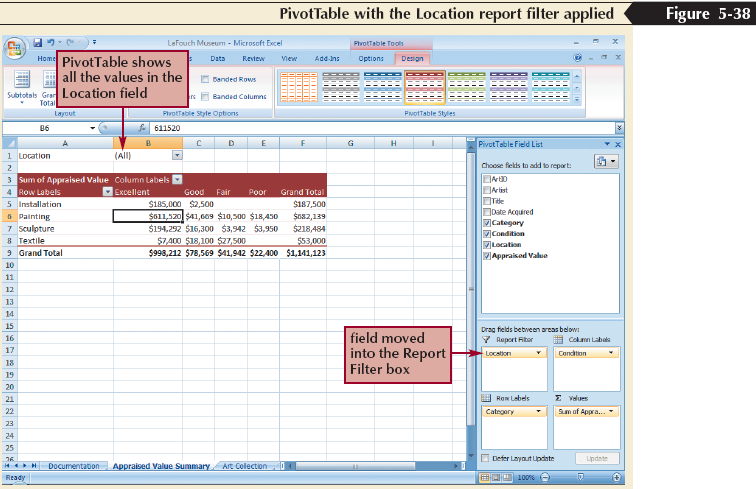 PivotTable with the Location report filter applied
Figure 5-38
LaFouch Museum - Microsoft Excel
PivotTable Tools
Home
Data
Review
View
Add-Ins
Options
Design
PivotTable shows
all the values in the
Location field
Subtotals
Total
Banded Rows
Banded Columns
Layout
PivotTable Style Options
PivotTable Styles
B6
611520
A B C D E F G H I
1 Location (All)
2
3 Sum of Appraised Value Column Labels
4 Row Labels Excellent Good Fair Poor Grand Total
5 Installation $185,000 $2,500 $187,500
6 Painting $611,520 $41,669 $10,500 $18,450 $682,139
7 Sculpture $194,292 $16,300 $3,942 $3,950 $218,484
8 Textile $7,400 $18,100 $27,500 $53,000
9 Grand Total $998,212 $78,569 $41,942 $22,400 $1,141,123
10
11
12
13
14
15
16
17
18
19
20
21
22
23
24
25
26
field moved
into the Report
Filter box
PivotTable Field List
Choose fields to add to report:
ArtID
Artist
Title
Date Acquired
Category
Condition
Location
Appraised Value
Drag fields between areas below:
Report Filter
Column Labels
Location
Condition
Row Labels
Σ Values
Category
Sum of Appra...
Defer Layout Update
Update
Documentation
Appraised Value Summary
Art Collection
Ready
100%